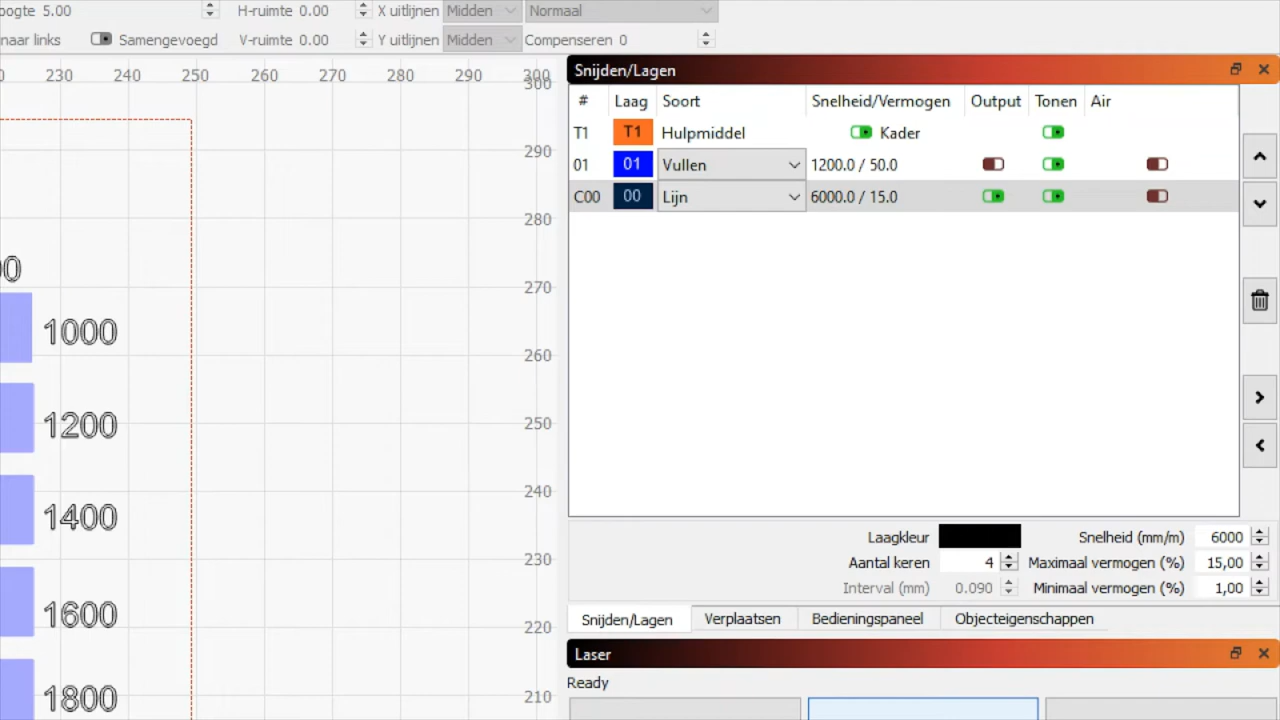 oogte 5.00 H-ruimte 0.00 X uitlijnen Midden Normaal
naar links Samengevoegd V-ruimte 0.00 Y uitlijnen Midden Compenseren 0
0 230 240 250 260 270 280 290 300
Snijden/Lagen
# Laag Soort Snelheid/Vermogen Output Tonen Air
T1 T1 Hulpmiddel Kader
01 01 Vullen 1200.0 / 50.0
C00 00 Lijn 6000.0 / 15.0
300
290
280
270
260
250
240
230
220
210
00
1000
1200
1400
1600
1800
Laagkleur Snelheid (mm/m) 6000
Aantal keren 4 Maximaal vermogen (%) 15,00
Interval (mm) 0.090 Minimaal vermogen (%) 1,00
Snijden/Lagen Verplaatsen Bedieningspaneel Objecteigenschappen
Laser
Ready